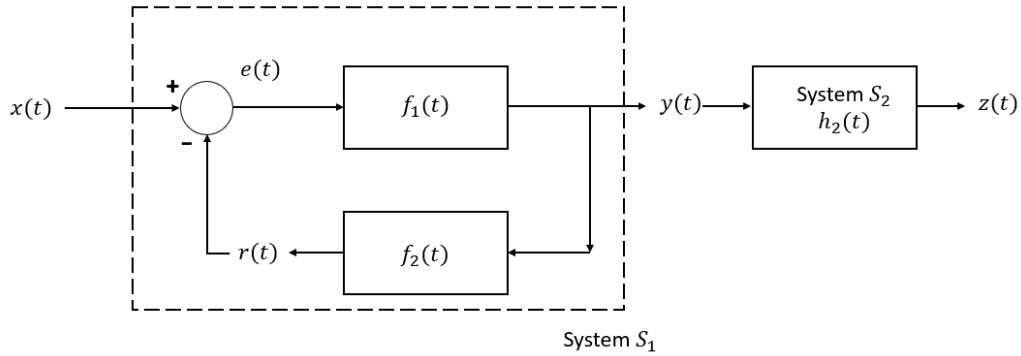 e(t)
+
x(t)
f₁(t)
y(t)
System S₂
h₂(t)
z(t)
-
r(t)
f₂(t)
System S₁